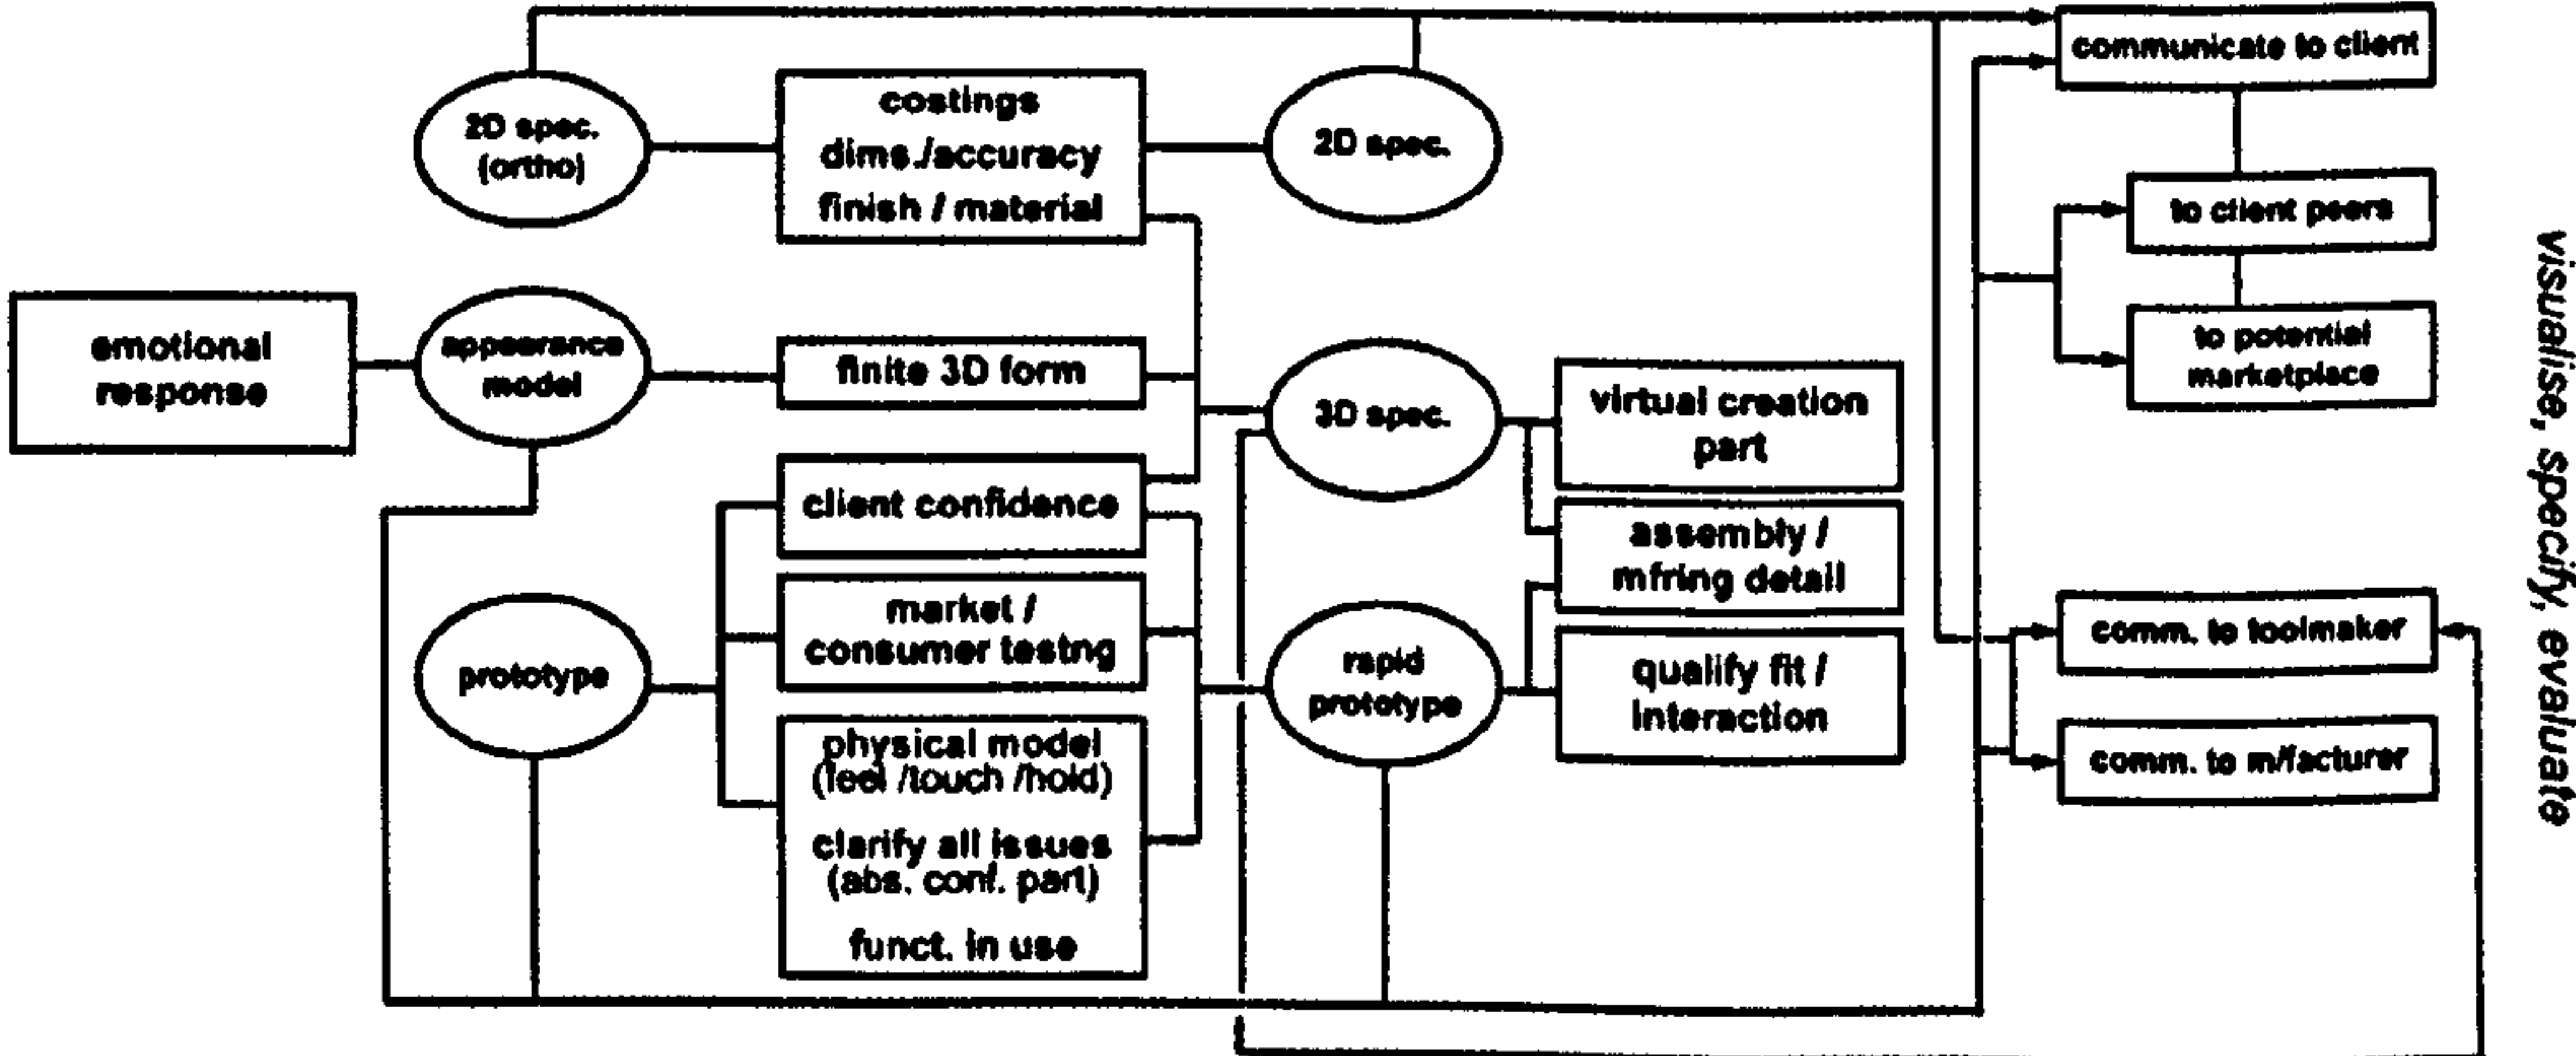 communicate to client
2D spec.
(ortho)
costings
dims./accuracy
finish / material
2D spec.
to client peers
to potential
marketplace
emotional
response
appearance
model
finite 3D form
3D spec.
virtual creation
part
client confidence
assembly /
mfring detail
market /
consumer testng
prototype
rapid
prototype
qualify fit /
interaction
comm. to toolmaker
comm. to m/facturer
physical model
(feel /touch /hold)
clarify all issues
(abs. conf. part)
funct. in use
visualise, specify, evaluate